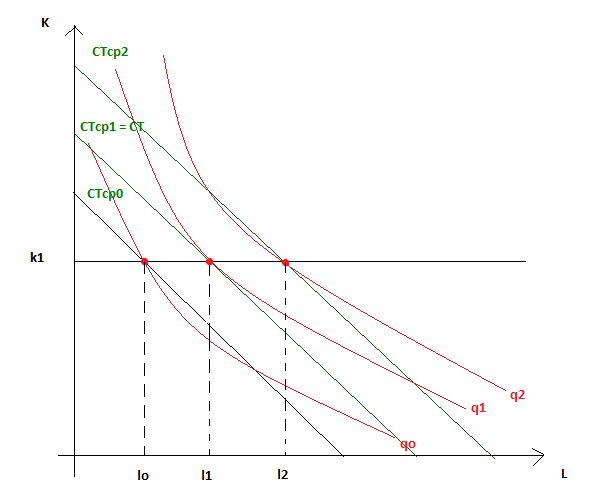 K
CTcp2
CTcp1 = CT
CTcp0
k1
q2
q1
qo
lo
l1
l2
L